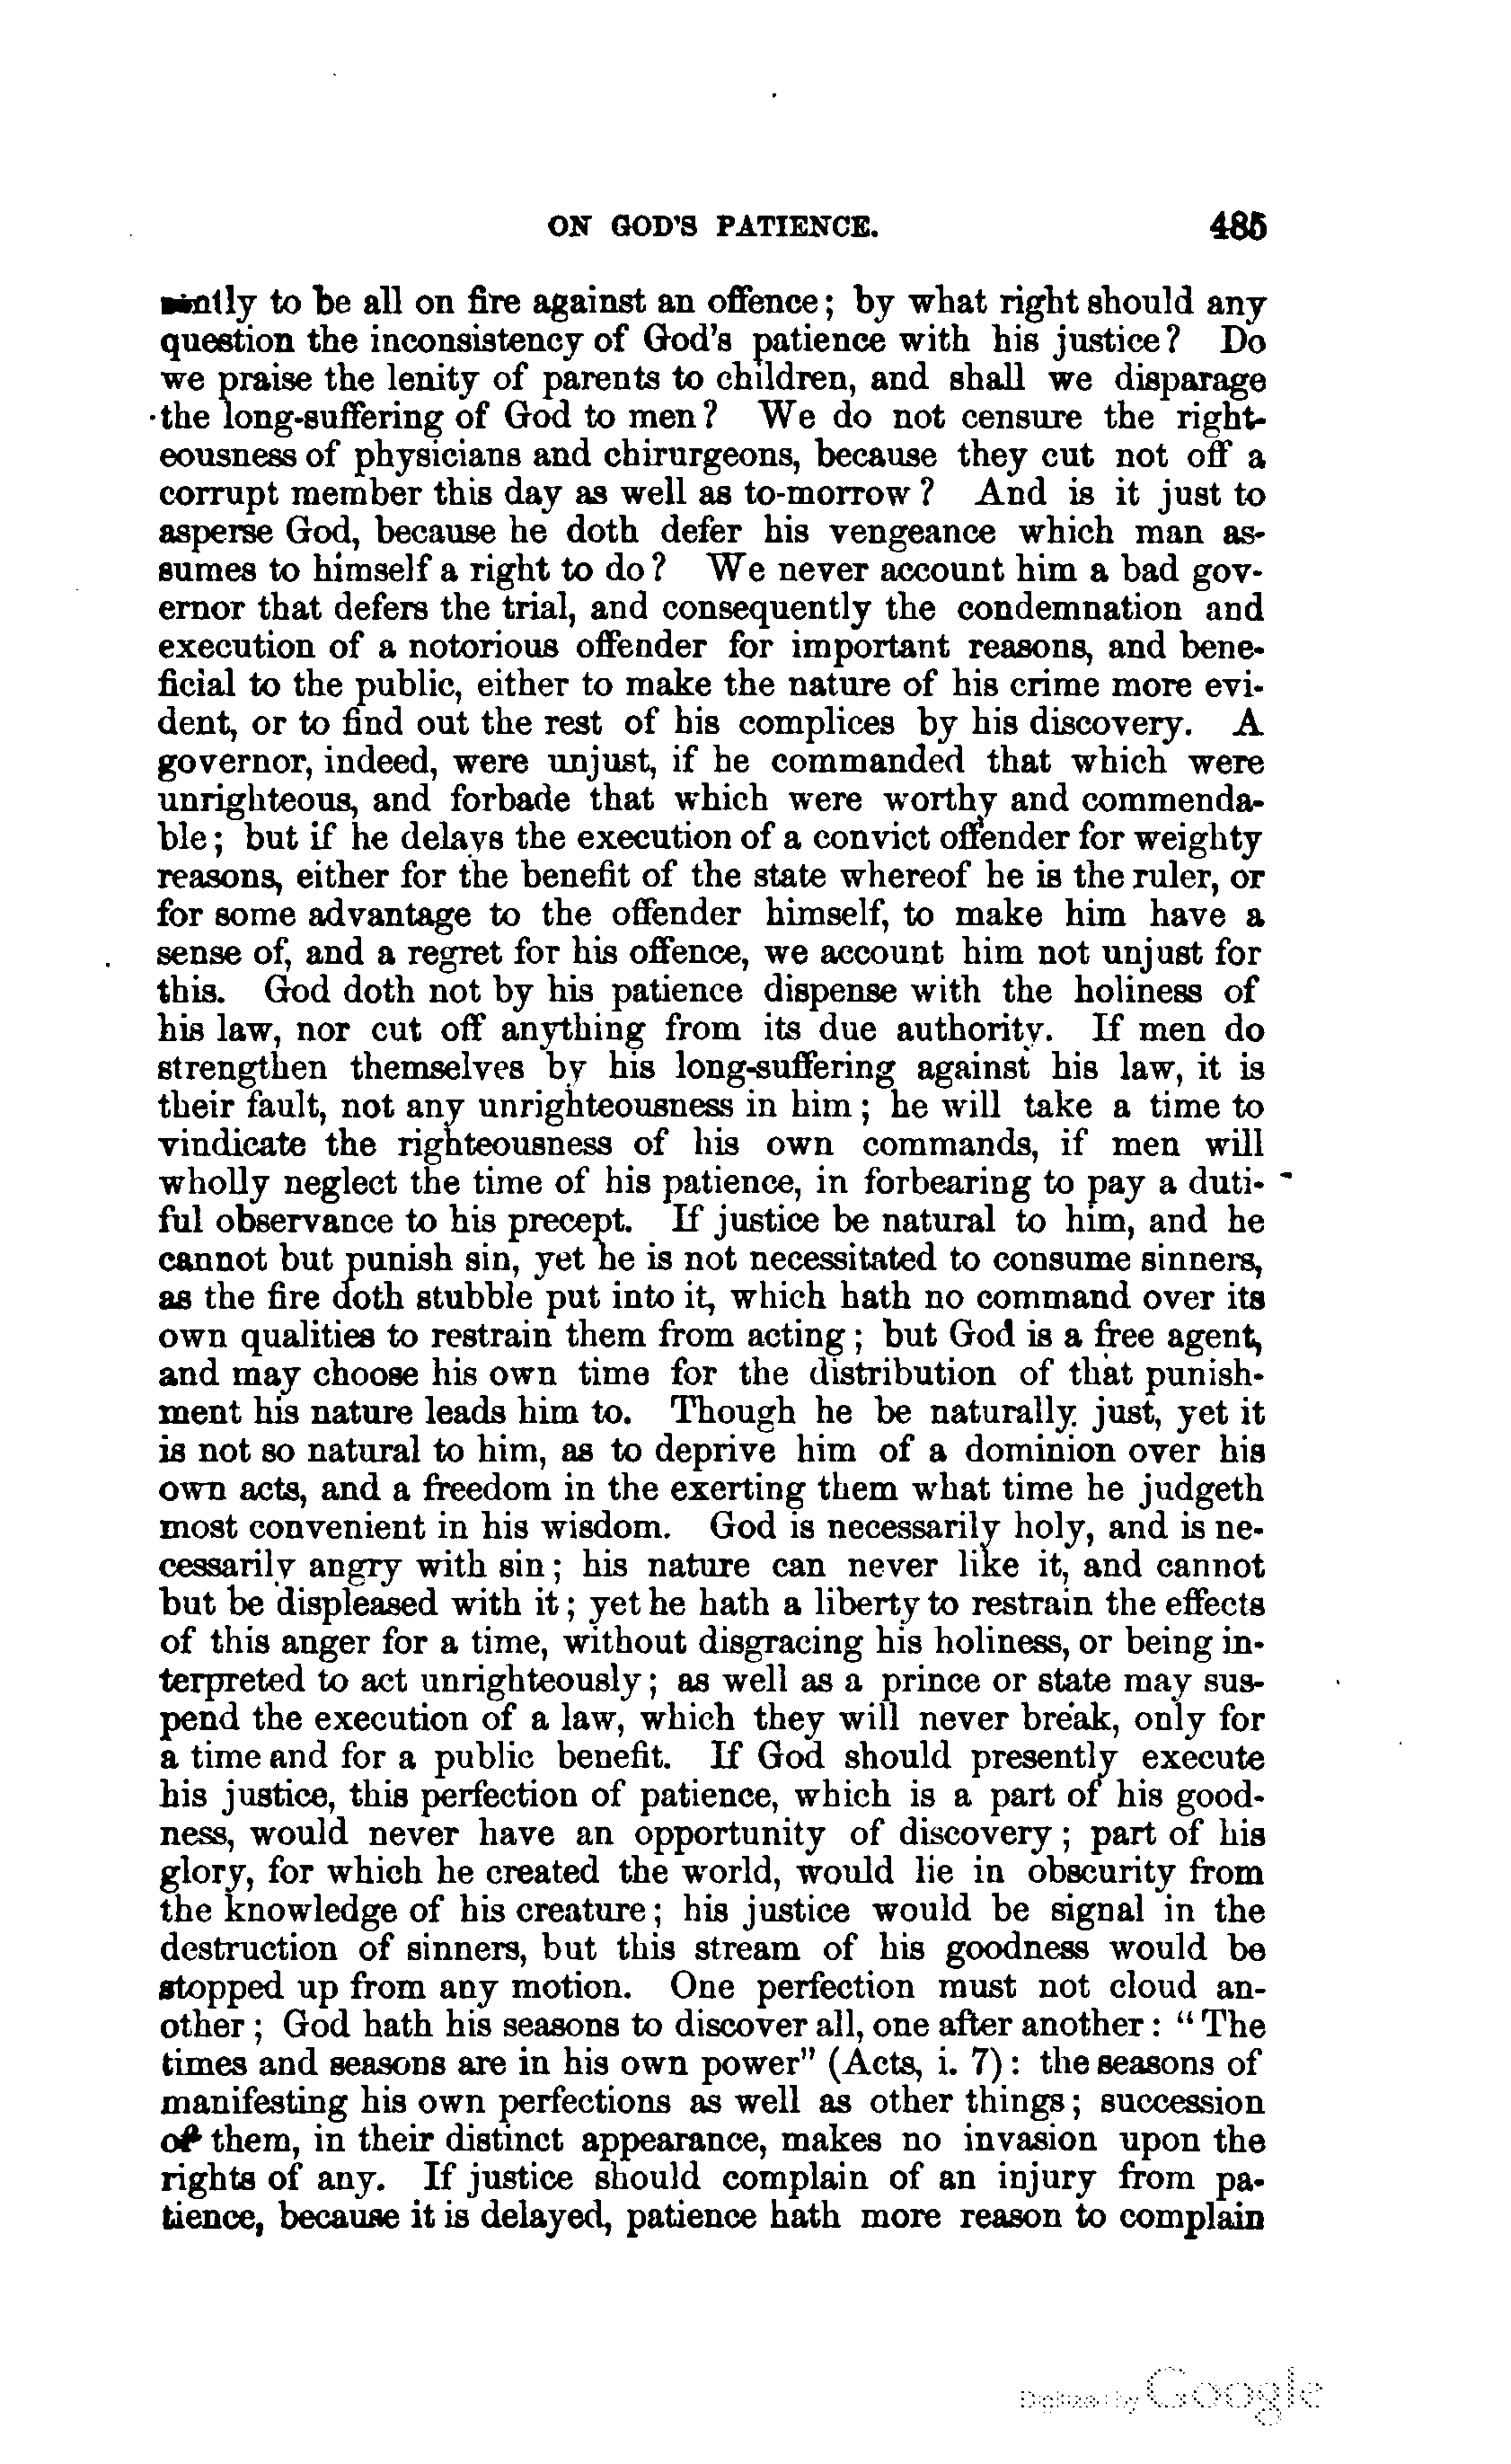 ON GOD'S PATIENCE. 485
to be all on fire against an offence; by what right should any
question the inconsistency of God's patience with his justice? Do
we praise the lenity of parents to children, and shall we disparage
the long-suffering of God to men? We do not censure the right-
eousness of physicians and chirurgeons, because they cut not off a
corrupt member this day as well as to-morrow? And is it just to
asperse God, because he doth defer his vengeance which man as-
sumes to himself a right to do? We never account him a bad gov-
ernor that defers the trial, and consequently the condemnation and
execution of a notorious offender for important reasons, and bene-
ficial to the public, either to make the nature of his crime more evi-
dent, or to find out the rest of his complices by his discovery. A
governor, indeed, were unjust, if he commanded that which were
unrighteous, and forbade that which were worthy and commenda-
ble; but if he delays the execution of a convict offender for weighty
reasons, either for the benefit of the state whereof he is the ruler, or
for some advantage to the offender himself, to make him have a
sense of, and a regret for his offence, we account him not unjust for
this. God doth not by his patience dispense with the holiness of
his law, nor cut off anything from its due authority. If men do
strengthen themselves by his long-suffering against his law, it is
their fault, not any unrighteousness in him; he will take a time to
vindicate the righteousness of his own commands, if men will
wholly neglect the time of his patience, in forbearing to pay a duti-
ful observance to his precept. If justice be natural to him, and he
cannot but punish sin, yet he is not necessitated to consume sinners,
as the fire doth stubble put into it, which hath no command over its
own qualities to restrain them from acting; but God is a free agent,
and may choose his own time for the distribution of that punish-
ment his nature leads him to. Though he be naturally just, yet it
is not so natural to him, as to deprive him of a dominion over his
own acts, and a freedom in the exerting them what time he judgeth
most convenient in his wisdom. God is necessarily holy, and is ne-
cessarily angry with sin; his nature can never like it, and cannot
but be displeased with it; yet he hath a liberty to restrain the effects
of this anger for a time, without disgracing his holiness, or being in-
terpreted to act unrighteously; as well as a prince or state may sus-
pend the execution of a law, which they will never break, only for
a time and for a public benefit. If God should presently execute
his justice, this perfection of patience, which is a part of his good-
ness, would never have an opportunity of discovery; part of his
glory, for which he created the world, would lie in obscurity from
the knowledge of his creature; his justice would be signal in the
destruction of sinners, but this stream of his goodness would be
stopped up from any motion. One perfection must not cloud an-
other; God hath his seasons to discover all, one after another: "The
times and seasons are in his own power" (Acts, i. 7): the seasons of
manifesting his own perfections as well as other things; succession
of them, in their distinct appearance, makes no invasion upon the
rights of any. If justice should complain of an injury from pa-
tience, because it is delayed, patience hath more reason to complain
Digitized by Google